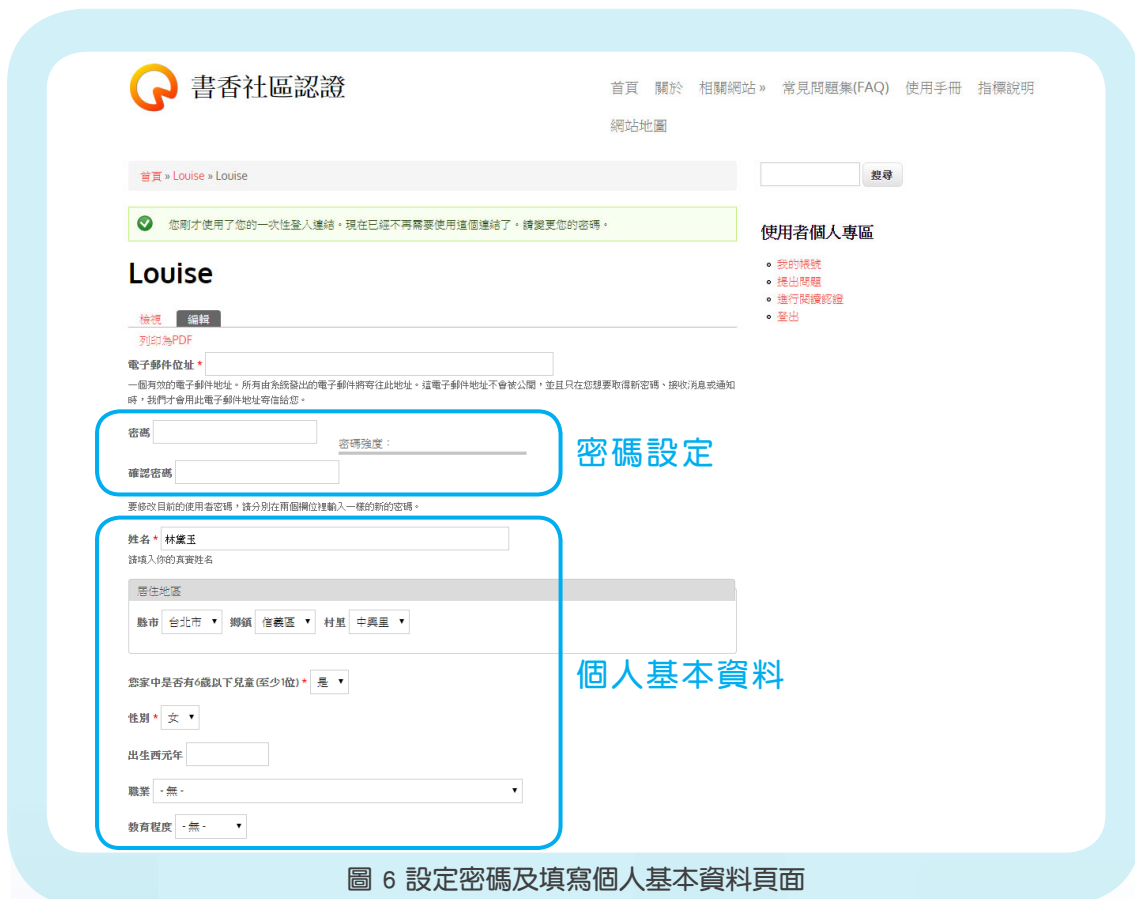 書香社區認證
首頁 關於 相關網站» 常見問題集(FAQ) 使用手冊 指標說明
網站地圖
首頁 » Louise » Louise
搜尋
您剛才使用了您的一次性登入連結。現在已經不再需要使用這個連結了。請變更您的密碼。
使用者個人專區
我的帳號
提出問題
進行閱讀認證
登出
Louise
檢視 編輯
列印為PDF
電子郵件位址 *
一個有效的電子郵件地址。所有由系統發出的電子郵件將寄往此地址。這電子郵件地址不會被公開，並且只在您想要取得新密碼、接收消息或通知
時，我們才會用此電子郵件地址寄信給您。
密碼
密碼強度：
確認密碼
密碼設定
要修改目前的使用者密碼，請分別在兩個欄位裡輸入一樣的新的密碼。
姓名 * 林黛玉
請填入你的真實姓名
居住地區
縣市 台北市 鄉鎮 信義區 村里 中興里
個人基本資料
您家中是否有6歲以下兒童(至少1位) * 是
性別 * 女
出生西元年
職業 - 無 -
教育程度 - 無 -
圖 6 設定密碼及填寫個人基本資料頁面